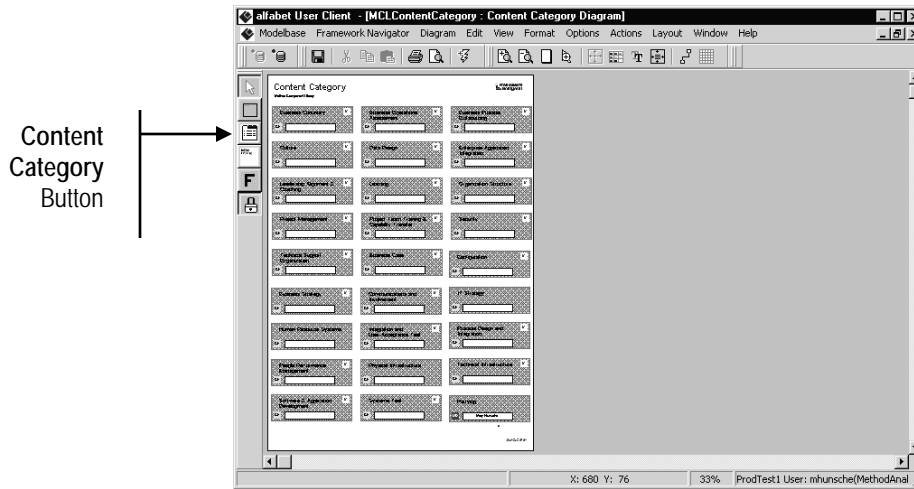 alfabet User Client - [MCLContentCategory : Content Category Diagram]
Modelbase Framework Navigator Diagram Edit View Format Options Actions Layout Window Help
Content
Category
Button
F
Content Category
Business Operations
Assessment
Business Process
Outsourcing
Culture
Data Design
Enterprise Application
Integration
Leadership Alignment &
Coaching
Learning
Organization Structure
Project Management
Project Team Training &
Capability Transfer
Security
Technical Support
Organization
Business Case
Configuration
Business Strategy
Communications and
Involvement
IT Strategy
Human Resource Systems
Integration and
User Acceptance Test
Process Design and
Integration
People Performance
Management
Physical Infrastructure
Technical Infrastructure
Software & Application
Development
Systems Test
Planning
X: 680 Y: 76
33%
ProdTest1 User: mhunsche(MethodAnal